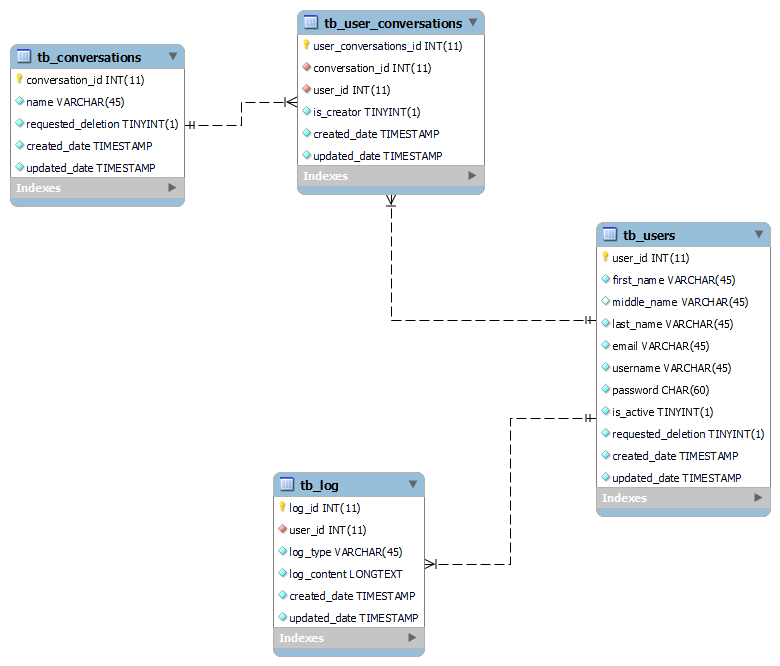 tb_user_conversations
user_conversations_id INT(11)
conversation_id INT(11)
user_id INT(11)
is_creator TINYINT(1)
created_date TIMESTAMP
updated_date TIMESTAMP
Indexes
tb_conversations
conversation_id INT(11)
name VARCHAR(45)
requested_deletion TINYINT(1)
created_date TIMESTAMP
updated_date TIMESTAMP
Indexes
tb_users
user_id INT(11)
first_name VARCHAR(45)
middle_name VARCHAR(45)
last_name VARCHAR(45)
email VARCHAR(45)
username VARCHAR(45)
password CHAR(60)
is_active TINYINT(1)
requested_deletion TINYINT(1)
created_date TIMESTAMP
updated_date TIMESTAMP
Indexes
tb_log
log_id INT(11)
user_id INT(11)
log_type VARCHAR(45)
log_content LONGTEXT
created_date TIMESTAMP
updated_date TIMESTAMP
Indexes